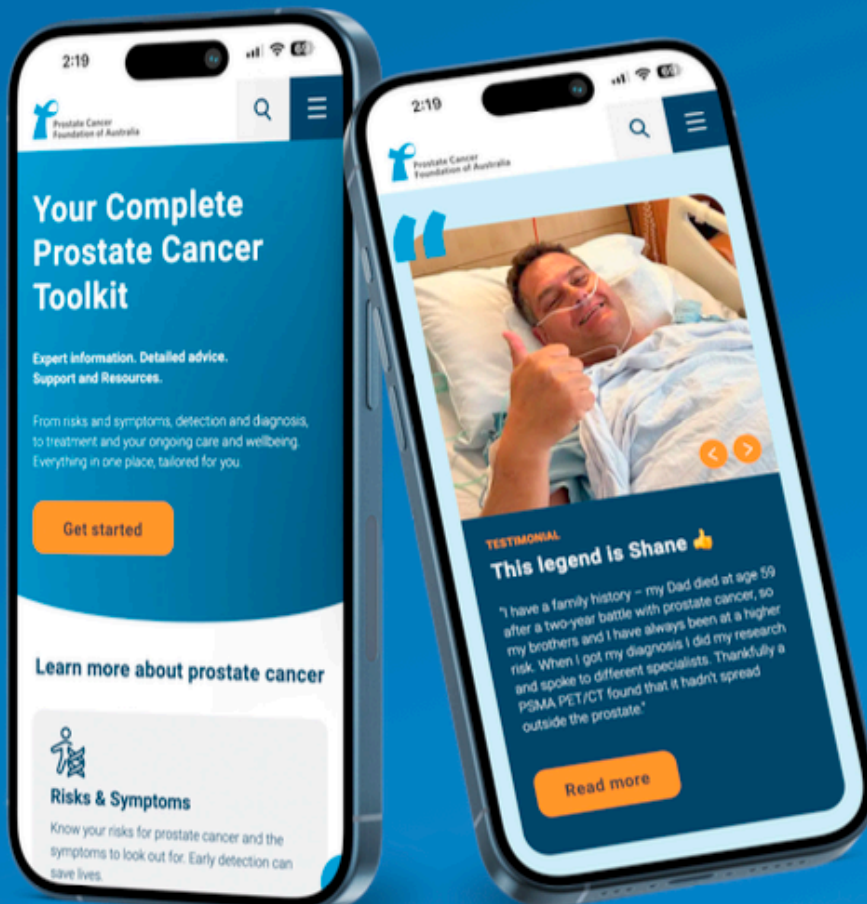 2:19
69
Prostate Cancer
Foundation of Australia
Your Complete
Prostate Cancer
Toolkit
Expert information. Detailed advice.
Support and Resources.
From risks and symptoms, detection and diagnosis,
to treatment and your ongoing care and wellbeing.
Everything in one place, tailored for you.
Get started
Learn more about prostate cancer
Risks & Symptoms
Know your risks for prostate cancer and the
symptoms to look out for. Early detection can
save lives.
2:19
69
Prostate Cancer
Foundation of Australia
TESTIMONIAL
This legend is Shane 👍
"I have a family history – my Dad died at age 59
after a two-year battle with prostate cancer, so
my brothers and I have always been at a higher
risk. When I got my diagnosis I did my research
and spoke to different specialists. Thankfully a
PSMA PET/CT found that it hadn't spread
outside the prostate."
Read more